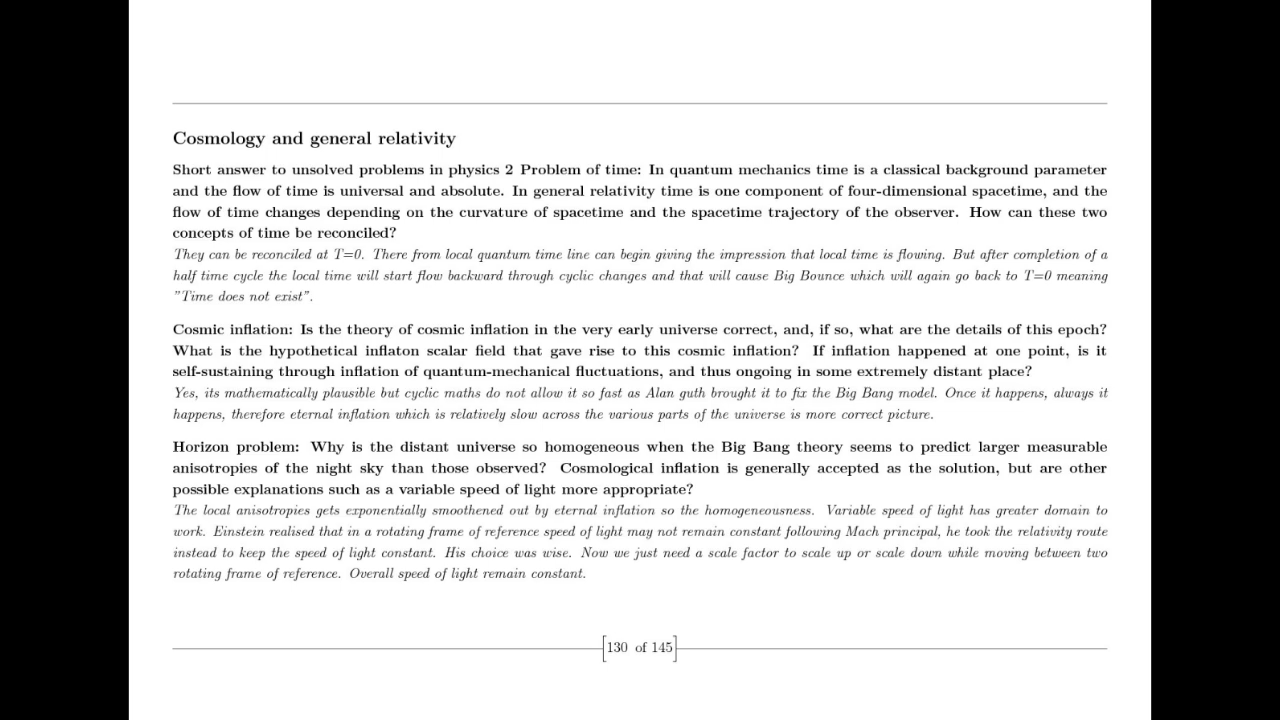 Cosmology and general relativity
Short answer to unsolved problems in physics 2 Problem of time: In quantum mechanics time is a classical background parameter
and the flow of time is universal and absolute. In general relativity time is one component of four-dimensional spacetime, and the
flow of time changes depending on the curvature of spacetime and the spacetime trajectory of the observer. How can these two
concepts of time be reconciled?
They can be reconciled at T=0. There from local quantum time line can begin giving the impression that local time is flowing. But after completion of a
half time cycle the local time will start flow backward through cyclic changes and that will cause Big Bounce which will again go back to T=0 meaning
"Time does not exist".
Cosmic inflation: Is the theory of cosmic inflation in the very early universe correct, and, if so, what are the details of this epoch?
What is the hypothetical inflaton scalar field that gave rise to this cosmic inflation? If inflation happened at one point, is it
self-sustaining through inflation of quantum-mechanical fluctuations, and thus ongoing in some extremely distant place?
Yes, its mathematically plausible but cyclic maths do not allow it so fast as Alan guth brought it to fix the Big Bang model. Once it happens, always it
happens, therefore eternal inflation which is relatively slow across the various parts of the universe is more correct picture.
Horizon problem: Why is the distant universe so homogeneous when the Big Bang theory seems to predict larger measurable
anisotropies of the night sky than those observed? Cosmological inflation is generally accepted as the solution, but are other
possible explanations such as a variable speed of light more appropriate?
The local anisotropies gets exponentially smoothened out by eternal inflation so the homogeneousness. Variable speed of light has greater domain to
work. Einstein realised that in a rotating frame of reference speed of light may not remain constant following Mach principal, he took the relativity route
instead to keep the speed of light constant. His choice was wise. Now we just need a scale factor to scale up or scale down while moving between two
rotating frame of reference. Overall speed of light remain constant.
130 of 145